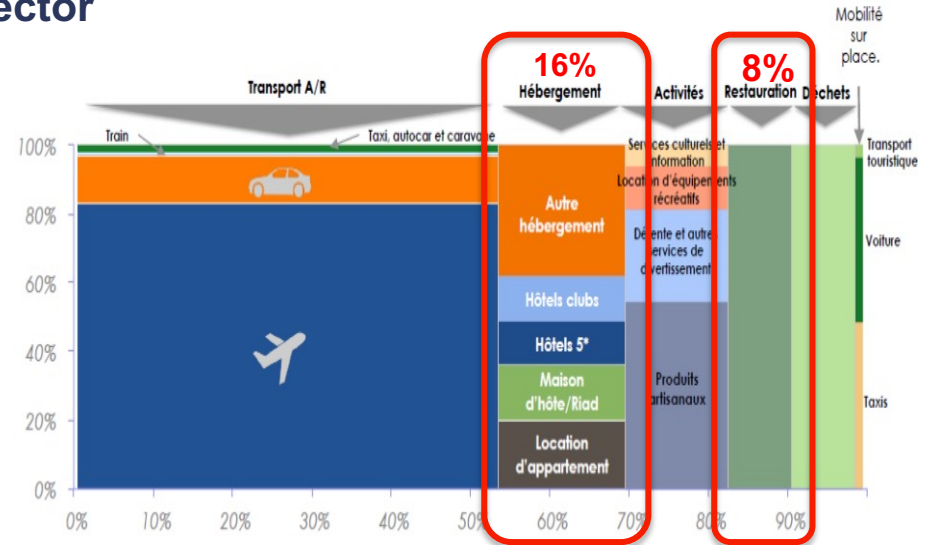 ector
Mobilité
sur
place.
16%
8%
Transport A/R
Hébergement
Activités
Restauration
Déchets
Train
Taxi, autocar et caravane
100%
80%
60%
40%
20%
0%
Autre
hébergement
Hôtels clubs
Hôtels 5*
Maison
d'hôte/Riad
Location
d'appartement
Services culturels et
information
Location d'équipements
récréatifs
Détente et autres
services de
divertissement
Produits
artisanaux
Transport
touristique
Voiture
Taxis
0%
10%
20%
30%
40%
50%
60%
70%
80%
90%